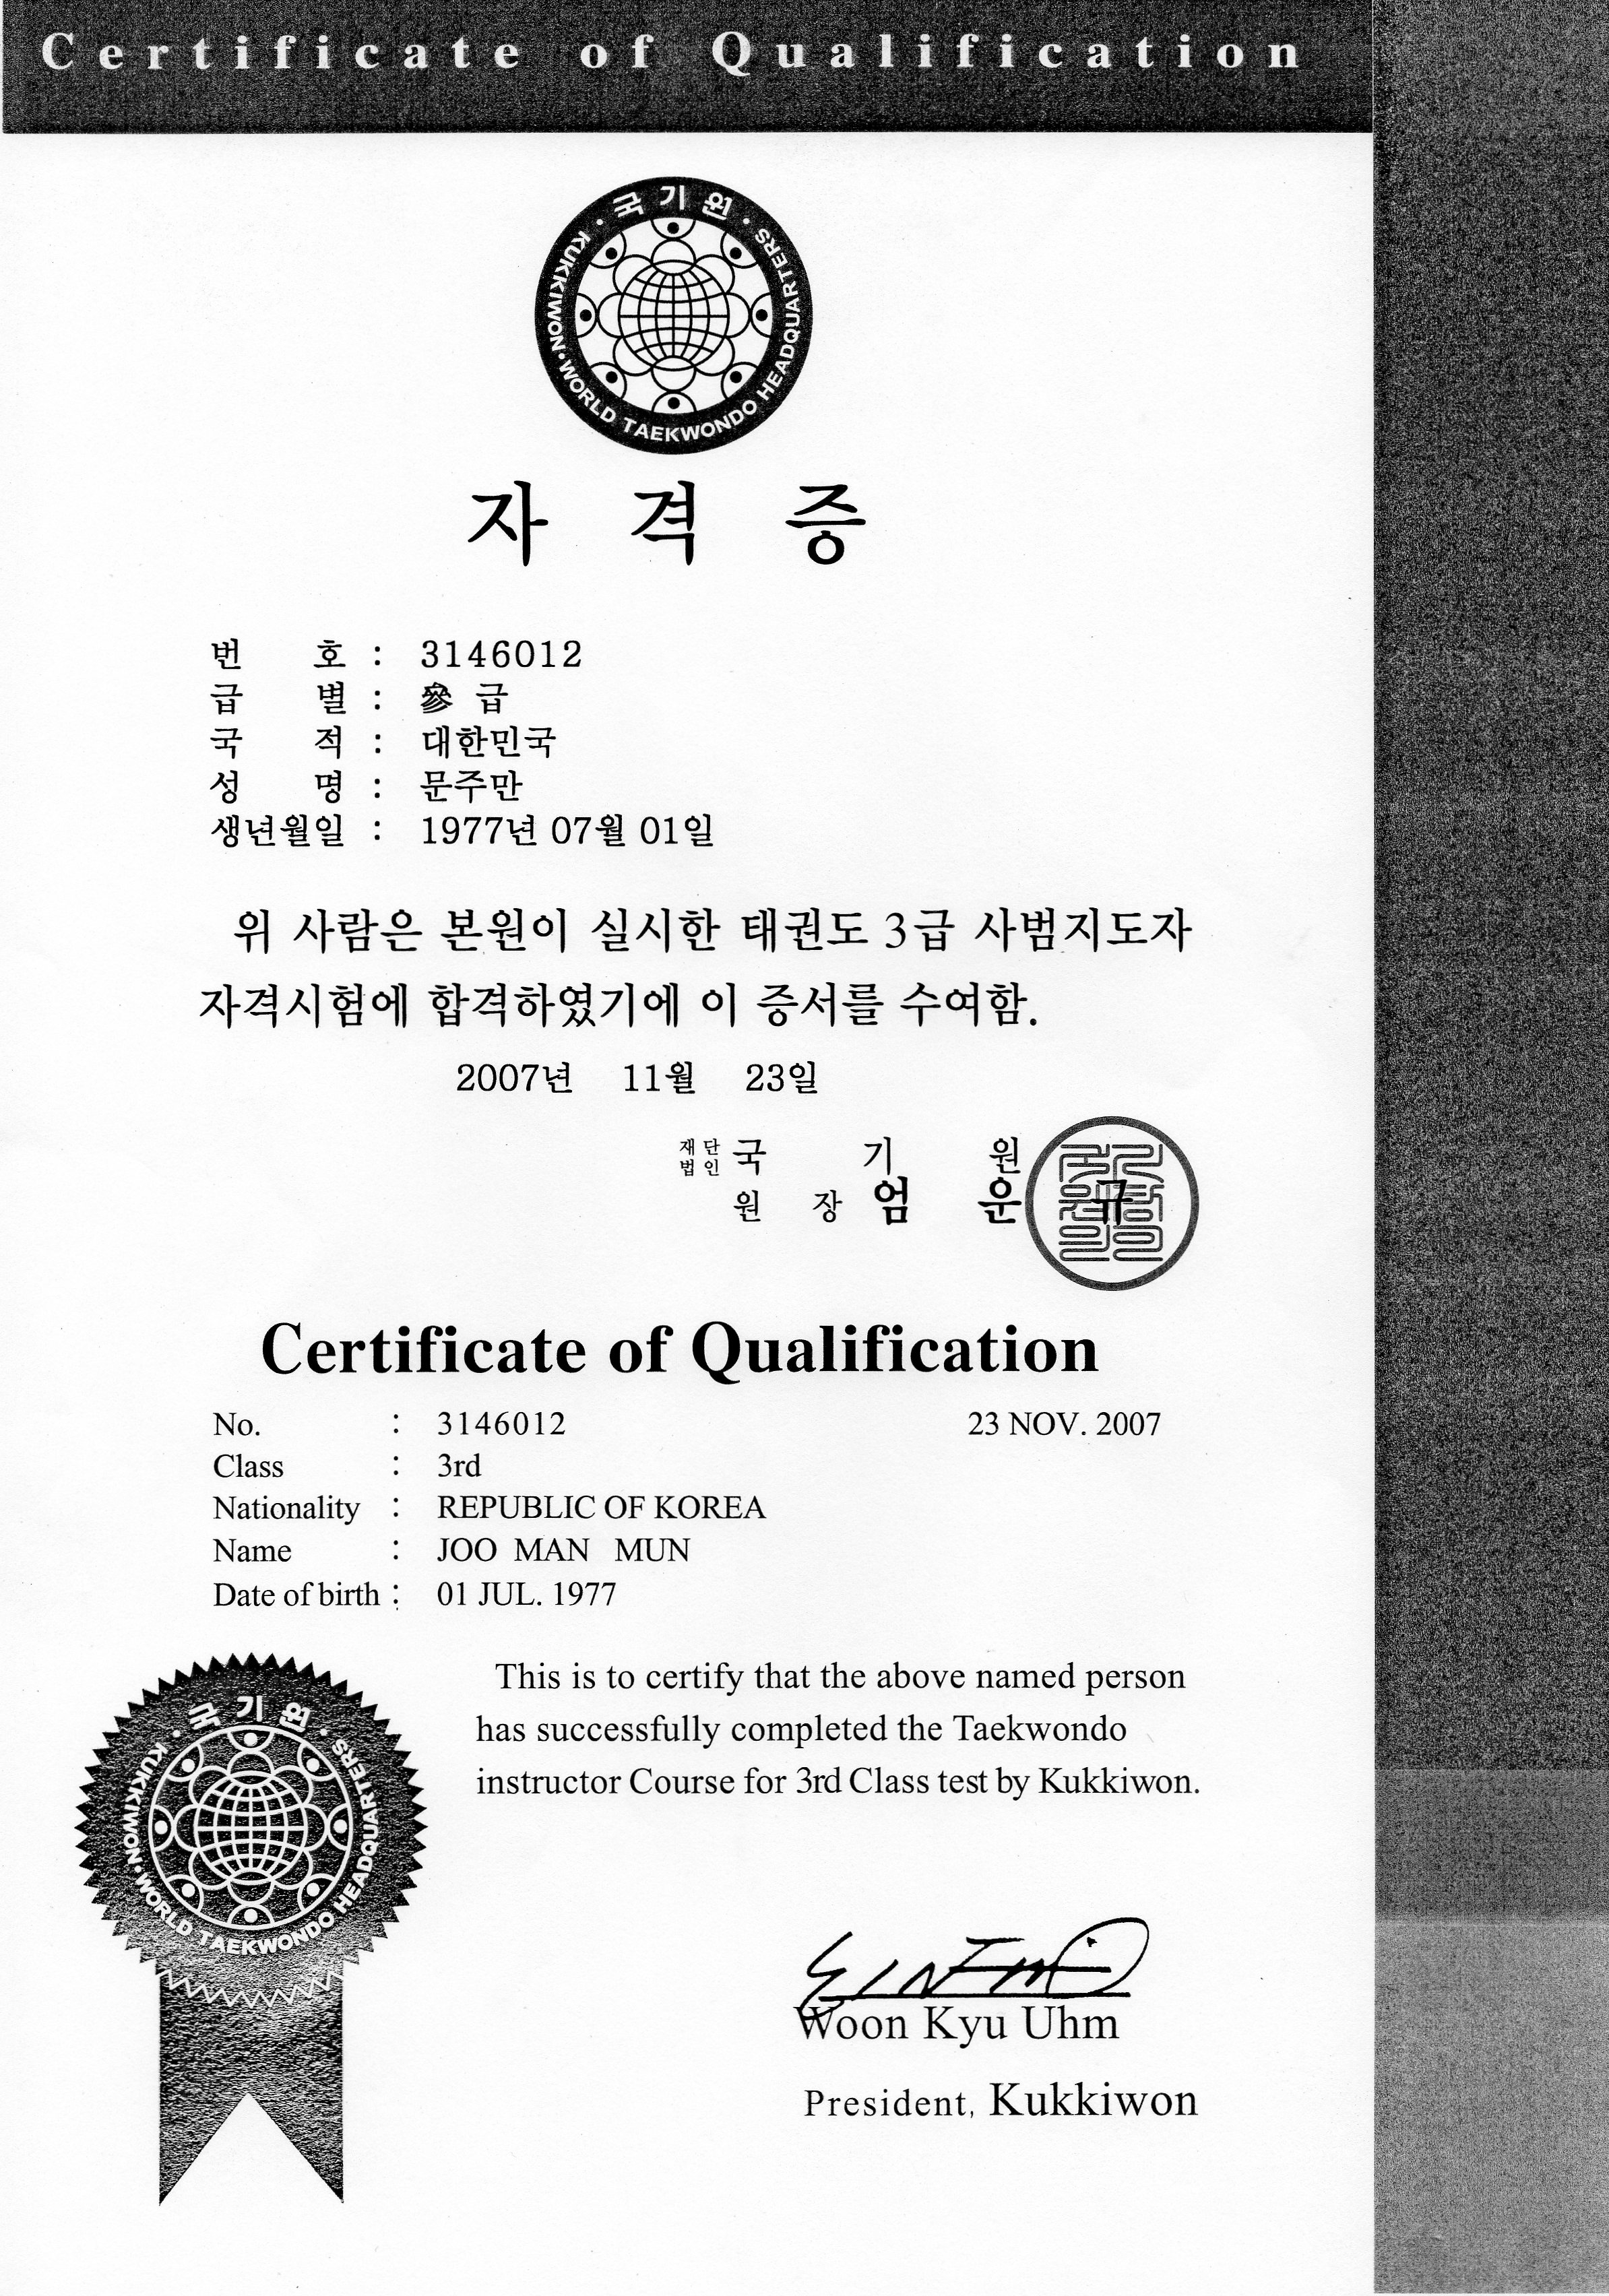 Certificate of Qualification
· 국기원 ·
KUKKIWON · WORLD TAEKWONDO HEADQUARTERS
자 격 증
번 호 : 3146012
급 별 : 參 급
국 적 : 대한민국
성 명 : 문주만
생년월일 : 1977년 07월 01일
위 사람은 본원이 실시한 태권도 3급 사범지도자
자격시험에 합격하였기에 이 증서를 수여함.
2007년 11월 23일
재단법인 국 기 원
원 장 엄 운 규
Certificate of Qualification
No. : 3146012 23 NOV. 2007
Class : 3rd
Nationality : REPUBLIC OF KOREA
Name : JOO MAN MUN
Date of birth : 01 JUL. 1977
This is to certify that the above named person
has successfully completed the Taekwondo
instructor Course for 3rd Class test by Kukkiwon.
· 국기원 ·
KUKKIWON · WORLD TAEKWONDO HEADQUARTERS
Woon Kyu Uhm
President, Kukkiwon